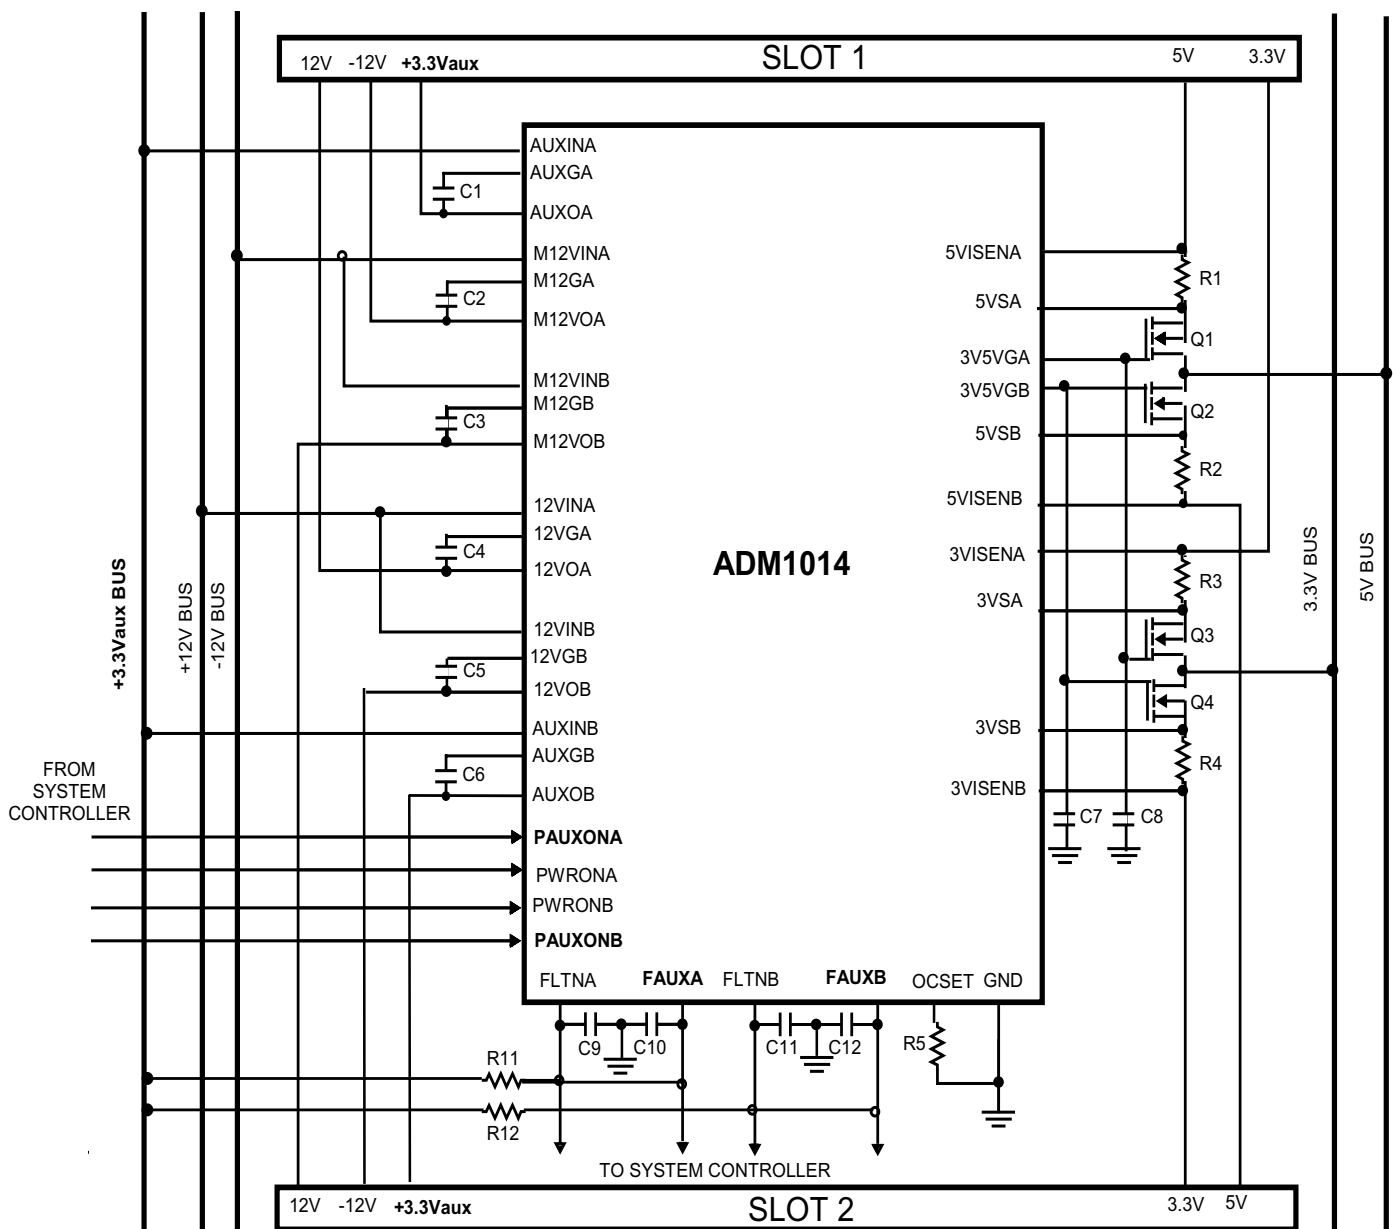 SLOT 1
12V -12V +3.3Vaux 5V 3.3V
AUXINA
AUXGA
C1
AUXOA
M12VINA
M12GA
C2
M12VOA
M12VINB
M12GB
C3
M12VOB
12VINA
12VGA
C4
12VOA
12VINB
12VGB
C5
12VOB
AUXINB
AUXGB
C6
AUXOB
PAUXONA
PWRONA
PWRONB
PAUXONB
ADM1014
5VISENA
R1
5VSA
Q1
3V5VGA
3V5VGB
Q2
5VSB
R2
5VISENB
3VISENA
R3
3VSA
Q3
Q4
3VSB
R4
3VISENB
C7 C8
+3.3Vaux BUS
+12V BUS
-12V BUS
3.3V BUS
5V BUS
FROM
SYSTEM
CONTROLLER
FLTNA FAUXA FLTNB FAUXB OCSET GND
C9 C10 C11 C12 R5
R11
R12
TO SYSTEM CONTROLLER
12V -12V +3.3Vaux 3.3V 5V
SLOT 2